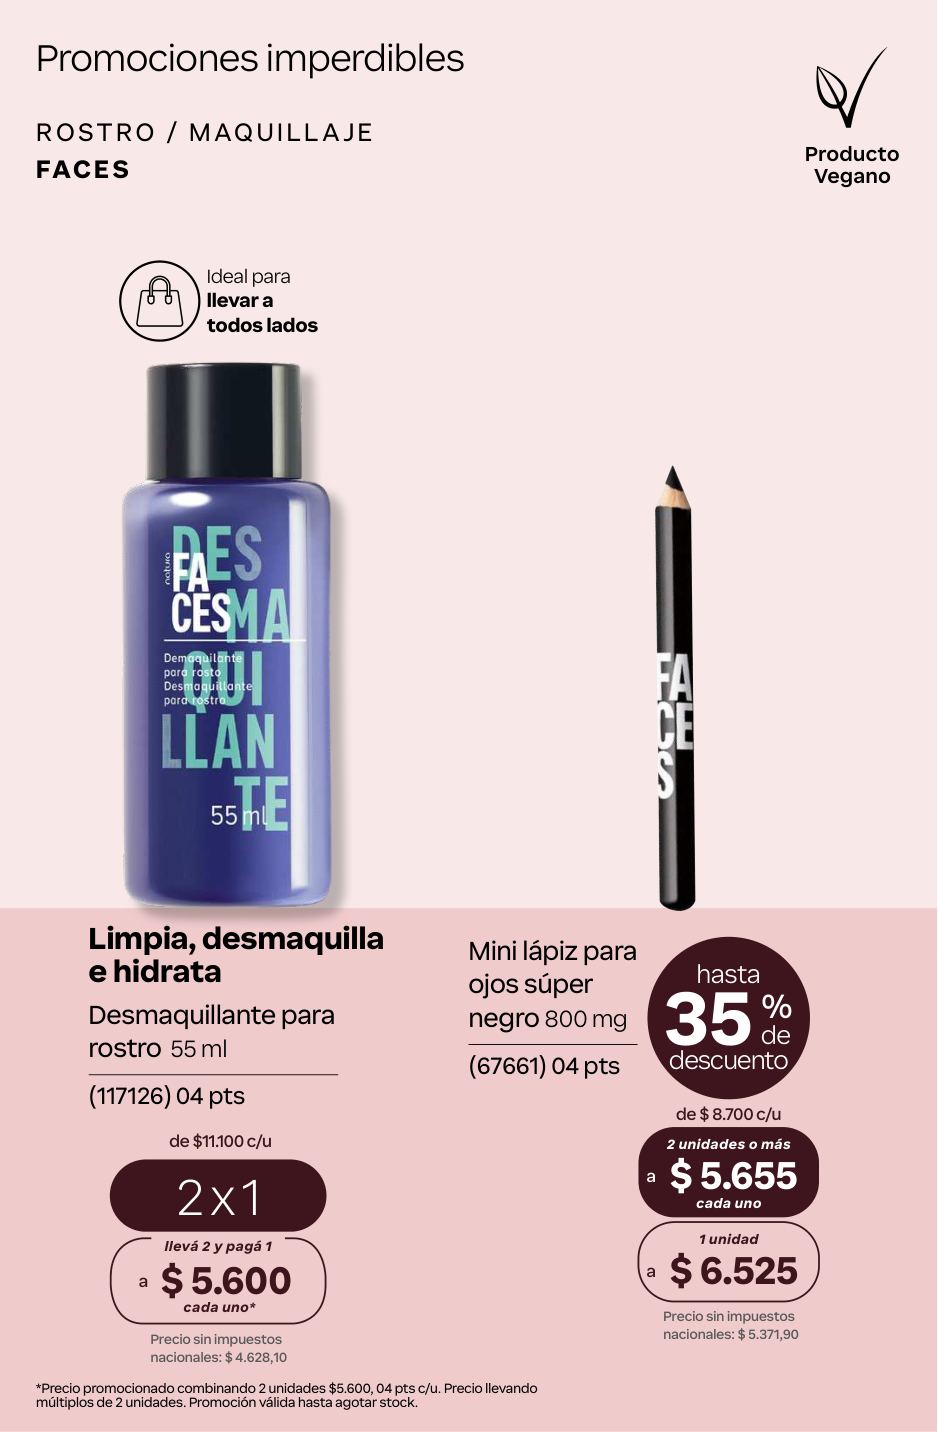 Promociones imperdibles
ROSTRO / MAQUILLAJE
FACES
Producto
Vegano
Ideal para
llevar a
todos lados
DES
MA
QUI
LLAN
TE
natura
FA
CES
Demaquilante
para rosto
Desmaquillante
para rostro
55 ml
FA
CE
S
Limpia, desmaquilla
e hidrata
Desmaquillante para
rostro 55 ml
(117126) 04 pts
de $11.100 c/u
2x1
llevá 2 y pagá 1
a $ 5.600
cada uno*
Precio sin impuestos
nacionales: $ 4.628,10
Mini lápiz para
ojos súper
negro 800 mg
(67661) 04 pts
hasta
35 %
de
descuento
de $ 8.700 c/u
2 unidades o más
a $ 5.655
cada uno
1 unidad
a $ 6.525
Precio sin impuestos
nacionales: $ 5.371,90
*Precio promocionado combinando 2 unidades $5.600, 04 pts c/u. Precio llevando
múltiplos de 2 unidades. Promoción válida hasta agotar stock.